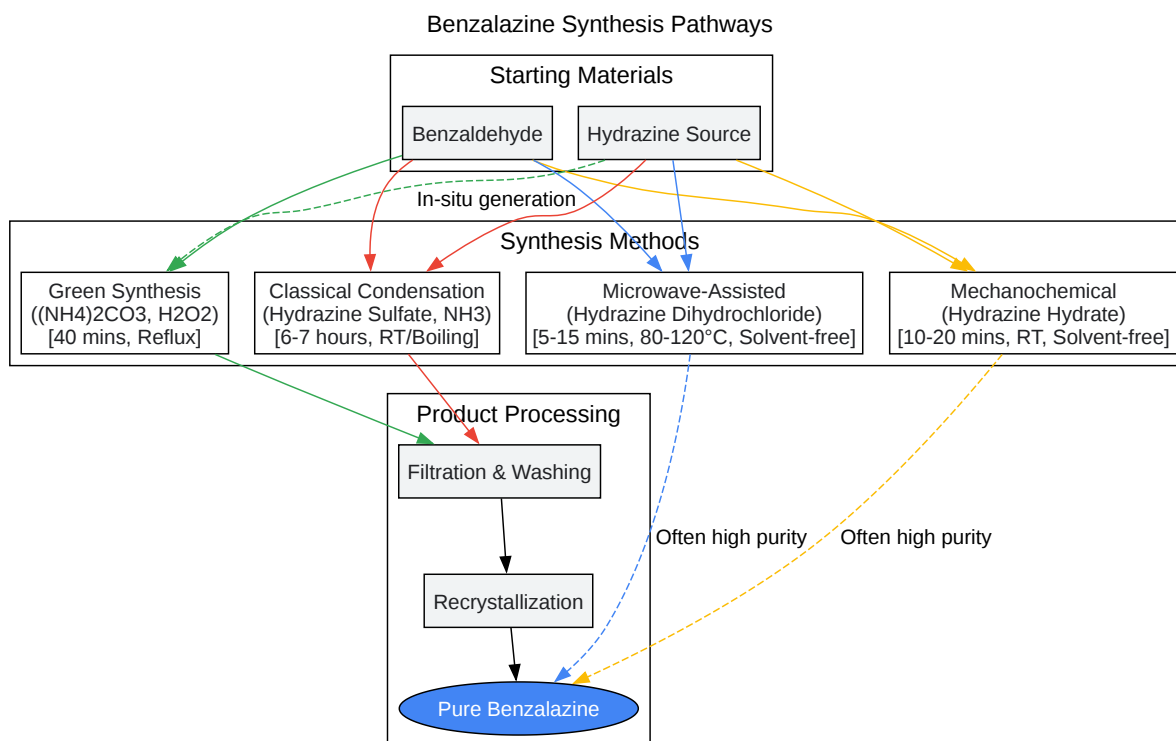 Benzalazine Synthesis Pathways
Starting Materials
Benzaldehyde
Hydrazine Source
In-situ generation
Synthesis Methods
Green Synthesis
((NH4)2CO3, H2O2)
[40 mins, Reflux]
Classical Condensation
(Hydrazine Sulfate, NH3)
[6-7 hours, RT/Boiling]
Microwave-Assisted
(Hydrazine Dihydrochloride)
[5-15 mins, 80-120°C, Solvent-free]
Mechanochemical
(Hydrazine Hydrate)
[10-20 mins, RT, Solvent-free]
Product Processing
Filtration & Washing
Often high purity
Often high purity
Recrystallization
Pure Benzalazine